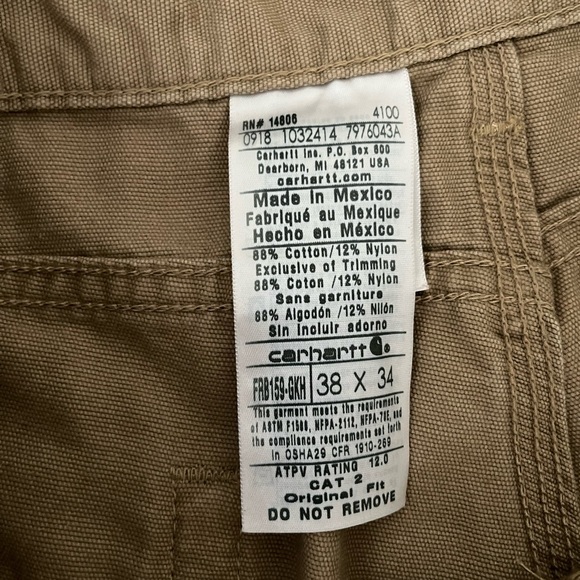 RN# 14806 4100
0918 1032414 7976043A
Carhartt Inc. P.O. Box 600
Dearborn, MI 48121 USA
carhartt.com
Made in Mexico
Fabriqué au Mexique
Hecho en México
88% Cotton/12% Nylon
Exclusive of Trimming
88% Coton /12% Nylon
Sans garniture
88% Algodón /12% Nilón
Sin incluir adorno
carhartt
FRB159-GKH 38 X 34
This garment meets the requirements
of ASTM F1506, NFPA-2112, NFPA-70E, and
the compliance requirements set forth
in OSHA29 CFR 1910-269
ATPV RATING 12.0
CAT 2
Original Fit
DO NOT REMOVE